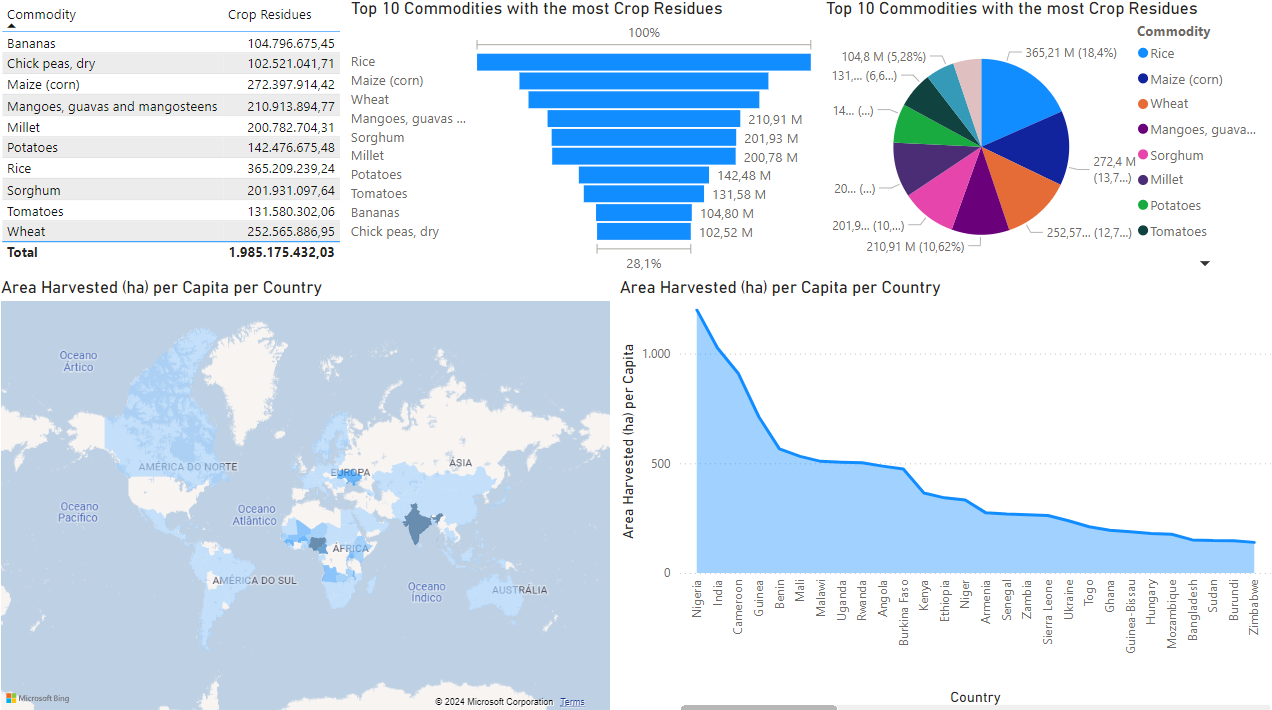 Commodity Crop Residues
Bananas 104.796.675,45
Chick peas, dry 102.521.041,71
Maize (corn) 272.397.914,42
Mangoes, guavas and mangosteens 210.913.894,77
Millet 200.782.704,31
Potatoes 142.476.675,48
Rice 365.209.239,24
Sorghum 201.931.097,64
Tomatoes 131.580.302,06
Wheat 252.565.886,95
Total 1.985.175.432,03
Top 10 Commodities with the most Crop Residues
100%
Rice
Maize (corn)
Wheat
Mangoes, guavas ... 210,91 M
Sorghum 201,93 M
Millet 200,78 M
Potatoes 142,48 M
Tomatoes 131,58 M
Bananas 104,80 M
Chick peas, dry 102,52 M
28,1%
Top 10 Commodities with the most Crop Residues
365,21 M (18,4%)
272,4 M
(13,7...)
252,57... (12,7...)
210,91 M (10,62%)
201,9... (10,...)
20... (...)
14... (...)
131,... (6,6...)
104,8 M (5,28%)
Commodity
Rice
Maize (corn)
Wheat
Mangoes, guava...
Sorghum
Millet
Potatoes
Tomatoes
Area Harvested (ha) per Capita per Country
Oceano
Ártico
AMÉRICA DO NORTE
EUROPA
ÁSIA
Oceano
Pacífico
Oceano
Atlântico
ÁFRICA
AMÉRICA DO SUL
Oceano
Índico
AUSTRÁLIA
Microsoft Bing
© 2024 Microsoft Corporation Terms
Area Harvested (ha) per Capita per Country
Area Harvested (ha) per Capita
1.000
500
0
Nigeria
India
Cameroon
Guinea
Benin
Mali
Malawi
Uganda
Rwanda
Angola
Burkina Faso
Kenya
Ethiopia
Niger
Armenia
Senegal
Zambia
Sierra Leone
Ukraine
Togo
Ghana
Guinea-Bissau
Hungary
Mozambique
Bangladesh
Sudan
Burundi
Zimbabwe
Country